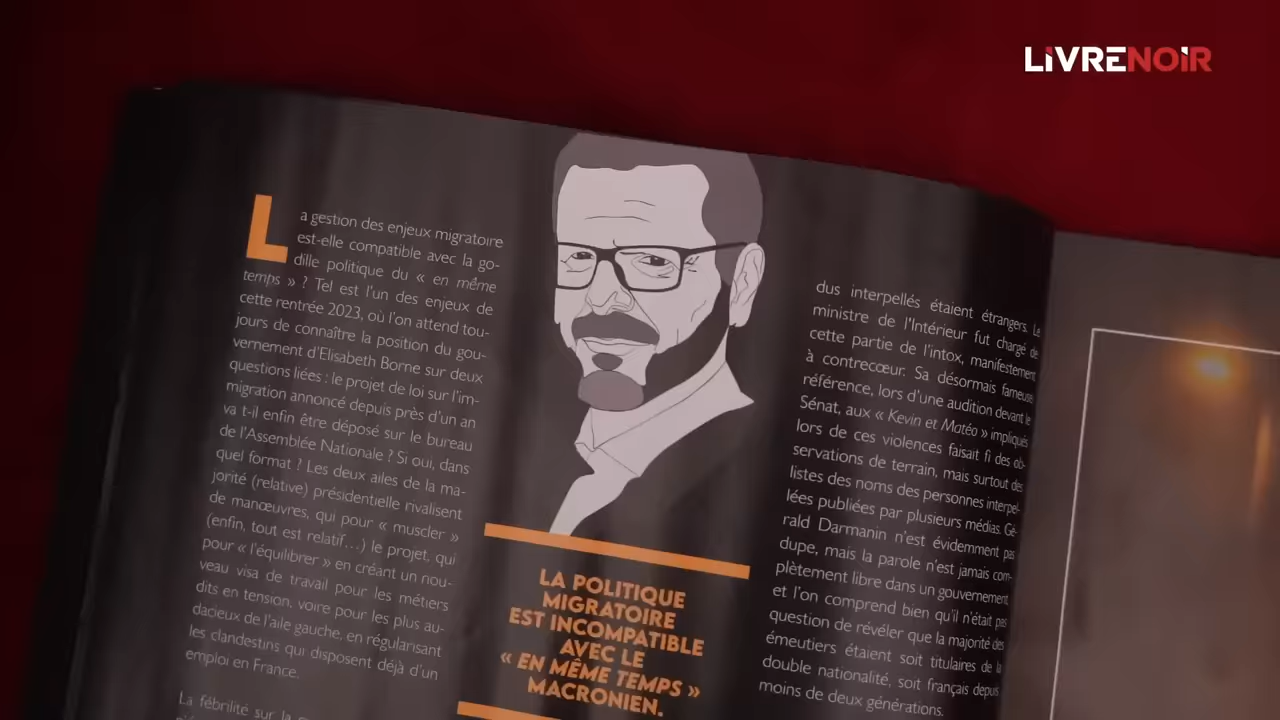 LIVRENOIR
La gestion des enjeux migratoire
est-elle compatible avec la go-
dille politique du « en même
temps » ? Tel est l'un des enjeux de
cette rentrée 2023, où l'on attend tou-
jours de connaître la position du gou-
vernement d'Elisabeth Borne sur deux
questions liées : le projet de loi sur l'im-
migration annoncé depuis près d'un an
va t-il enfin être déposé sur le bureau
de l'Assemblée Nationale ? Si oui, dans
quel format ? Les deux ailes de la ma-
jorité (relative) présidentielle rivalisent
de manœuvres, qui pour « muscler »
(enfin, tout est relatif…) le projet, qui
pour « l'équilibrer » en créant un nou-
veau visa de travail pour les métiers
dits en tension, voire pour les plus au-
dacieux de l'aile gauche, en régularisant
les clandestins qui disposent déjà d'un
emploi en France.
La fébrilité sur la
LA POLITIQUE
MIGRATOIRE
EST INCOMPATIBLE
AVEC LE
« EN MÊME TEMPS »
MACRONIEN.
dus interpellés étaient étrangers. Le
ministre de l'Intérieur fut chargé de
cette partie de l'intox, manifestement
à contrecœur. Sa désormais fameuse
référence, lors d'une audition devant le
Sénat, aux « Kevin et Matéo » impliqués
lors de ces violences faisait fi des ob-
servations de terrain, mais surtout des
listes des noms des personnes interpel-
lées publiées par plusieurs médias. Gé-
rald Darmanin n'est évidemment pas
dupe, mais la parole n'est jamais com-
plètement libre dans un gouvernement
et l'on comprend bien qu'il n'était pas
question de révéler que la majorité des
émeutiers étaient soit titulaires de la
double nationalité, soit français depuis
moins de deux générations.